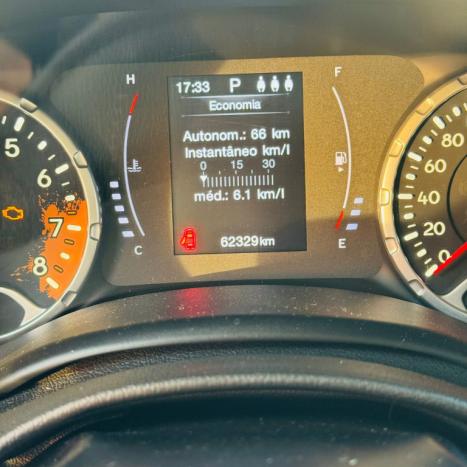 H
F
17:33 P
Economia
Autonom.: 66 km
Instantâneo km/l
0 15 30
méd.: 6.1 km/l
62329km
C
E
5
6
7
8
80
60
40
20
0